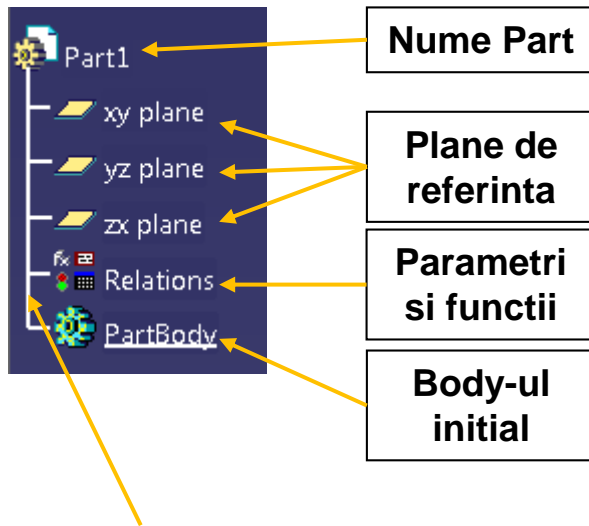 Part1
Nume Part
xy plane
yz plane
zx plane
Plane de
referinta
fx
Relations
Parametri
si functii
PartBody
Body-ul
initial